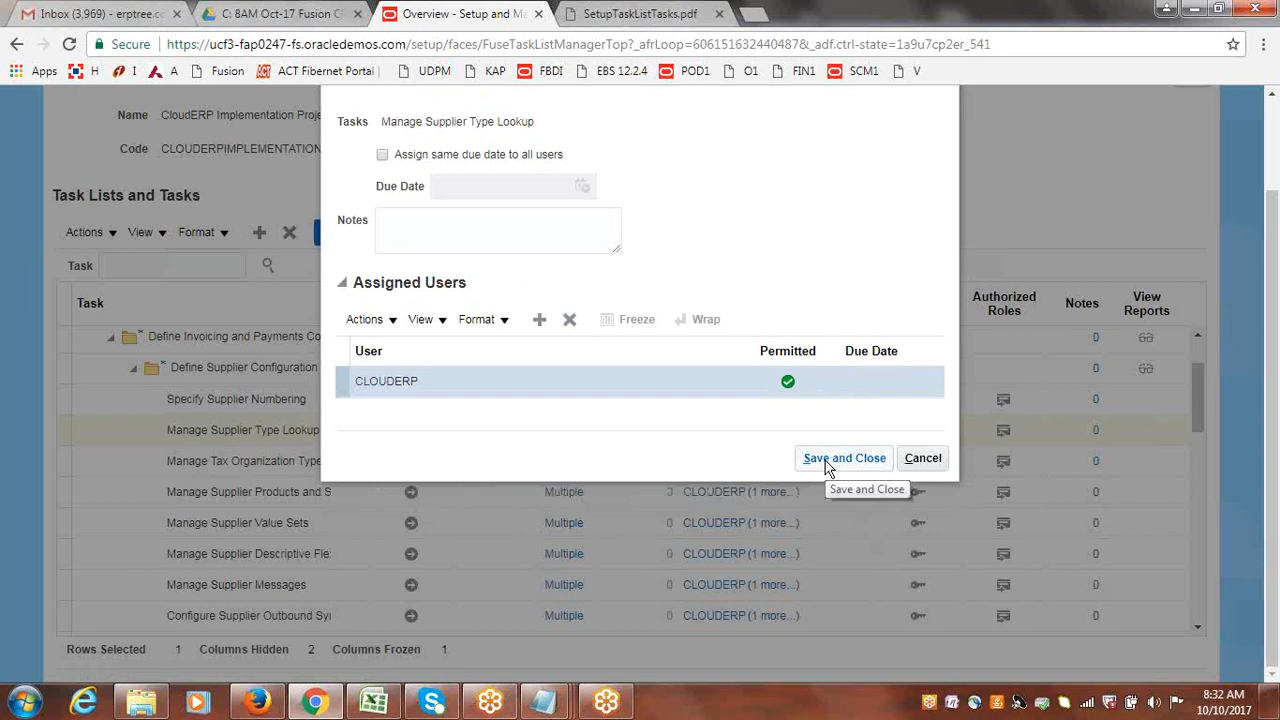 Inbox (3,969) - emptree.co
C: 8AM Oct-17 Fusion C
Overview - Setup and Ma
SetupTaskListTasks.pdf
Secure
https://ucf3-fap0247-fs.oracledemos.com/setup/faces/FuseTaskListManagerTop?_afrLoop=6061516324404​87&_adf.ctrl-state=1a9u7cp2er_541
Apps H I A Fusion ACT Fibernet Portal | UDPM KAP FBDI EBS 12.2.4 POD1 O1 FIN1 SCM1 V
Name CloudERP Implementation Proje
Code CLOUDERPIMPLEMENTATION
Task Lists and Tasks
Actions View Format
Task
Task
Authorized Roles
Notes
View Reports
Define Invoicing and Payments Co 0
Define Supplier Configuration 0
Specify Supplier Numbering 0
Manage Supplier Type Lookup 0
Manage Tax Organization Type 0
Manage Supplier Products and S Multiple 0 CLOUDERP (1 more...) 0
Manage Supplier Value Sets Multiple 0 CLOUDERP (1 more...) 0
Manage Supplier Descriptive Fle: Multiple 0 CLOUDERP (1 more...) 0
Manage Supplier Messages Multiple 0 CLOUDERP (1 more...) 0
Configure Supplier Outbound Syı Multiple 0 CLOUDERP (1 more...) 0
Rows Selected 1 Columns Hidden 2 Columns Frozen 1
Tasks Manage Supplier Type Lookup
Assign same due date to all users
Due Date
Notes
Assigned Users
Actions View Format Freeze Wrap
User Permitted Due Date
CLOUDERP
Save and Close Cancel
Save and Close
8:32 AM
10/10/2017